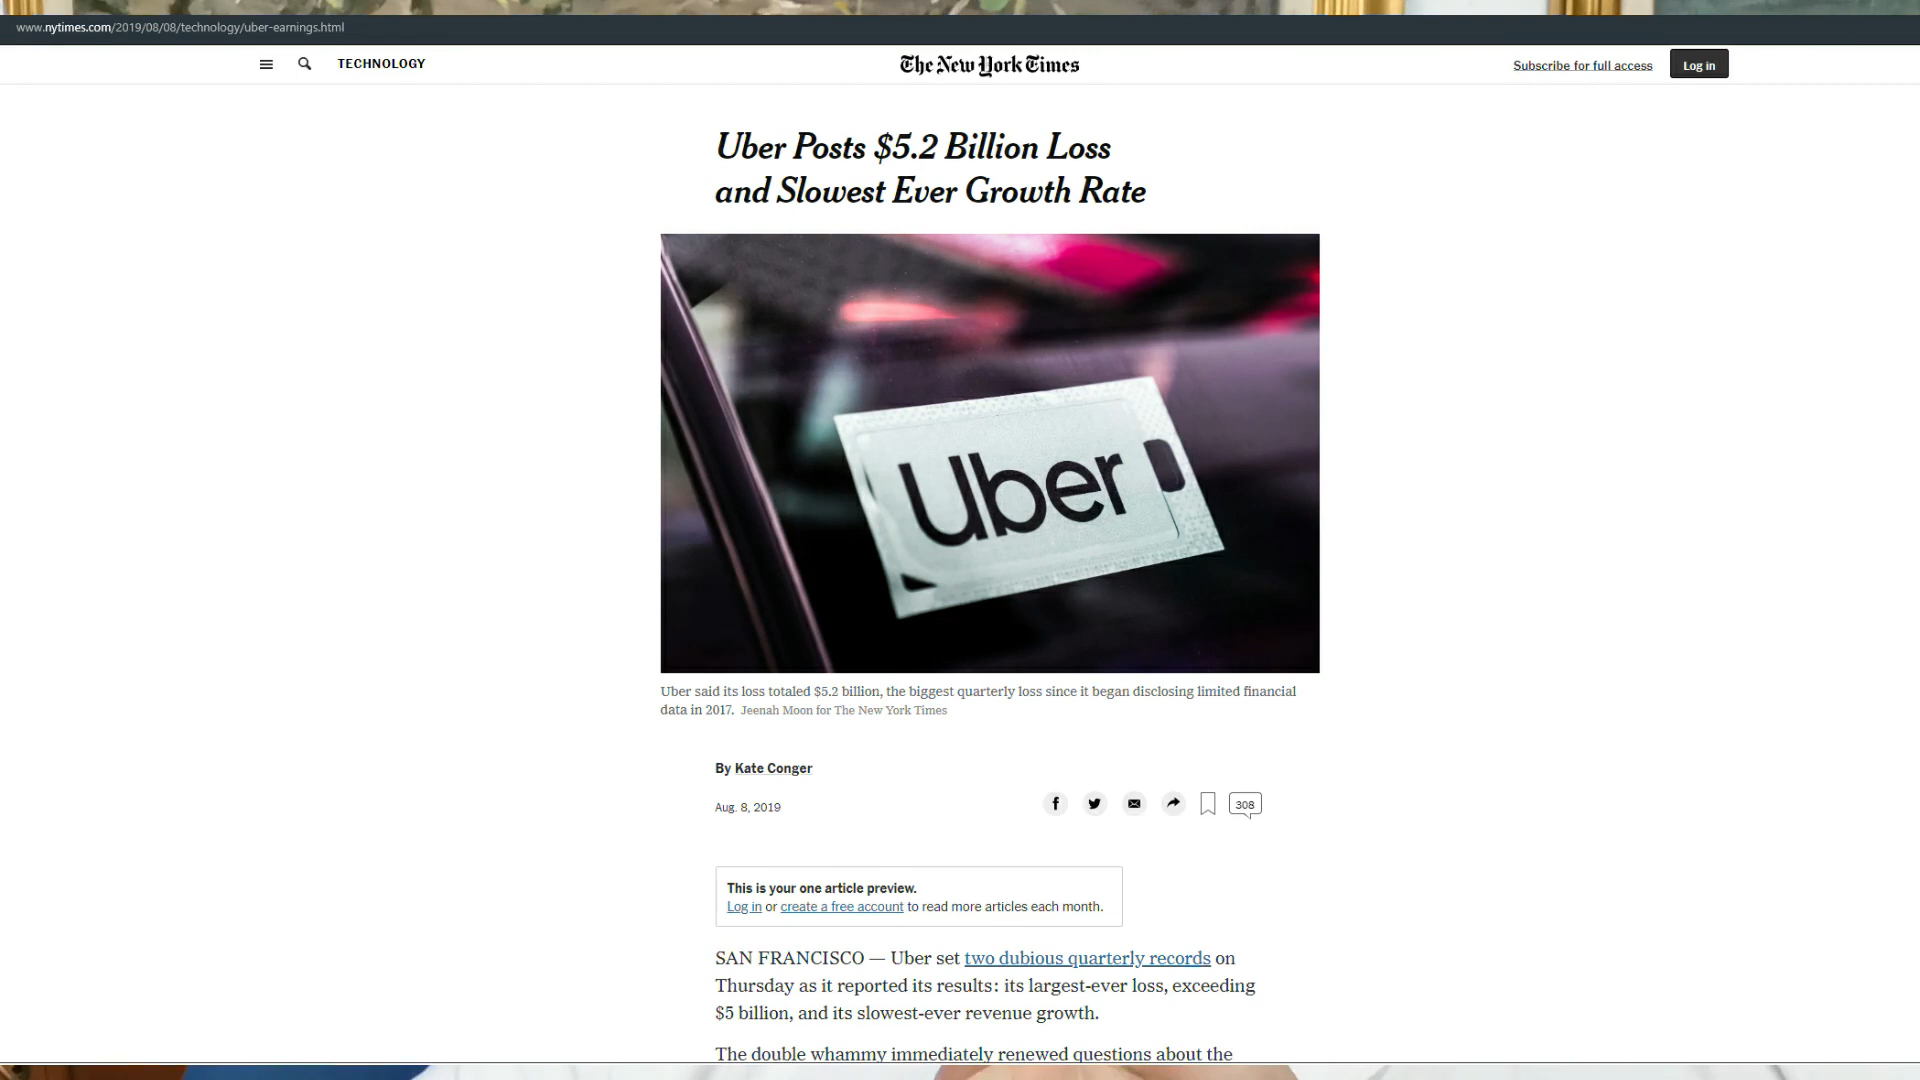 www.nytimes.com/2019/08/08/technology/uber-earnings.html
TECHNOLOGY
The New York Times
Subscribe for full access
Log in
Uber Posts $5.2 Billion Loss
and Slowest Ever Growth Rate
Uber
Uber said its loss totaled $5.2 billion, the biggest quarterly loss since it began disclosing limited financial
data in 2017. Jeenah Moon for The New York Times
By Kate Conger
Aug. 8, 2019
308
This is your one article preview.
Log in or create a free account to read more articles each month.
SAN FRANCISCO — Uber set two dubious quarterly records on
Thursday as it reported its results: its largest-ever loss, exceeding
$5 billion, and its slowest-ever revenue growth.
The double whammy immediately renewed questions about the